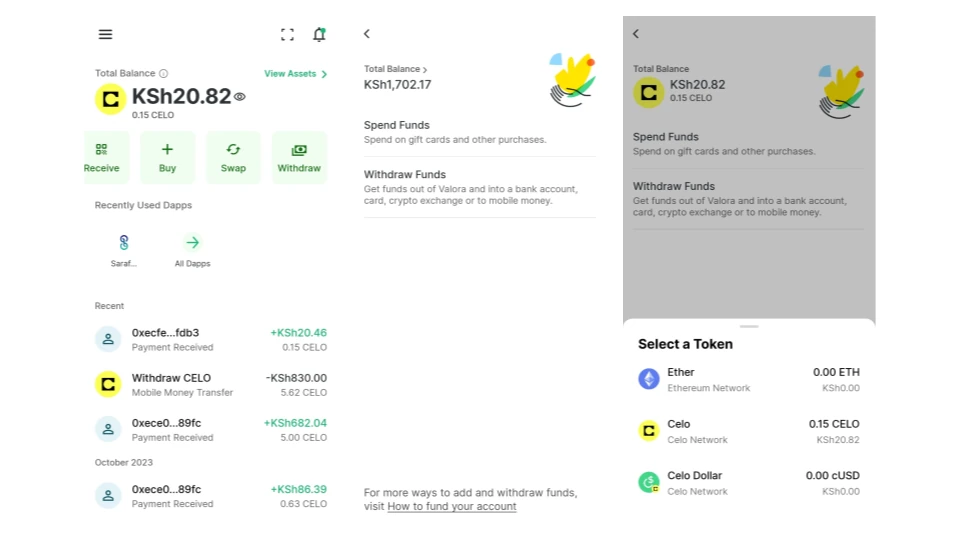 Total Balance
View Assets
KSh20.82
0.15 CELO
Receive
Buy
Swap
Withdraw
Recently Used Dapps
Saraf...
All Dapps
Recent
0xecfe...fdb3
+KSh20.46
Payment Received
0.15 CELO
Withdraw CELO
-KSh830.00
Mobile Money Transfer
5.62 CELO
0xece0...89fc
+KSh682.04
Payment Received
5.00 CELO
October 2023
0xece0...89fc
+KSh86.39
Payment Received
0.63 CELO
Total Balance
KSh1,702.17
Spend Funds
Spend on gift cards and other purchases.
Withdraw Funds
Get funds out of Valora and into a bank account,
card, crypto exchange or to mobile money.
For more ways to add and withdraw funds,
visit How to fund your account
Total Balance
KSh20.82
0.15 CELO
Spend Funds
Spend on gift cards and other purchases.
Withdraw Funds
Get funds out of Valora and into a bank account,
card, crypto exchange or to mobile money.
Select a Token
Ether
0.00 ETH
Ethereum Network
KSh0.00
Celo
0.15 CELO
Celo Network
KSh20.82
Celo Dollar
0.00 cUSD
Celo Network
KSh0.00